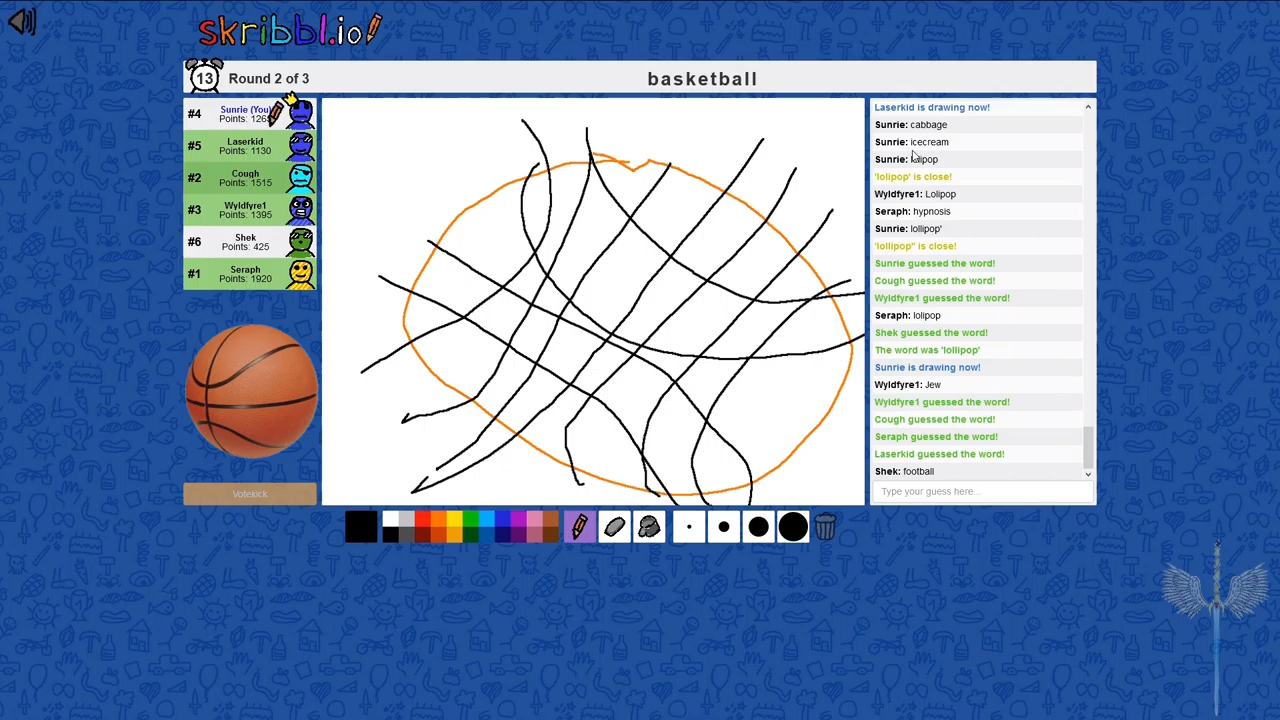 skribbl.io
13
Round 2 of 3
basketball
#4
Sunrie (You)
Points: 126
#5
Laserkid
Points: 1130
#2
Cough
Points: 1515
#3
Wyldfyre1
Points: 1395
#6
Shek
Points: 425
#1
Seraph
Points: 1920
Votekick
Laserkid is drawing now!
Sunrie: cabbage
Sunrie: icecream
Sunrie: lolipop
'lolipop' is close!
Wyldfyre1: Lolipop
Seraph: hypnosis
Sunrie: lollipop'
'lollipop'' is close!
Sunrie guessed the word!
Cough guessed the word!
Wyldfyre1 guessed the word!
Seraph: lolipop
Shek guessed the word!
The word was 'lollipop'
Sunrie is drawing now!
Wyldfyre1: Jew
Wyldfyre1 guessed the word!
Cough guessed the word!
Seraph guessed the word!
Laserkid guessed the word!
Shek: football
Type your guess here...